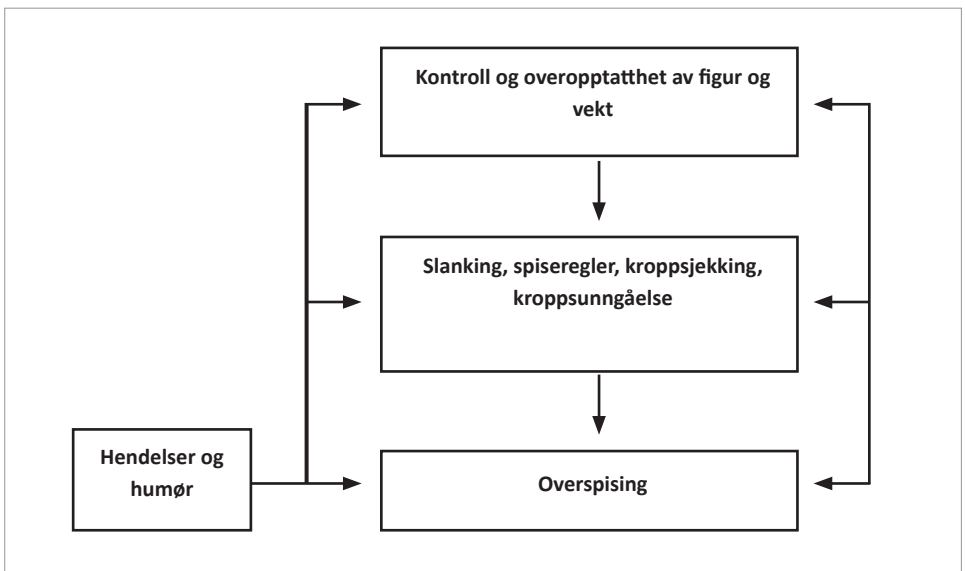 Kontroll og overopptatthet av figur og
vekt
Slanking, spiseregler, kroppsjekking,
kroppsunngåelse
Hendelser og
humør
Overspising